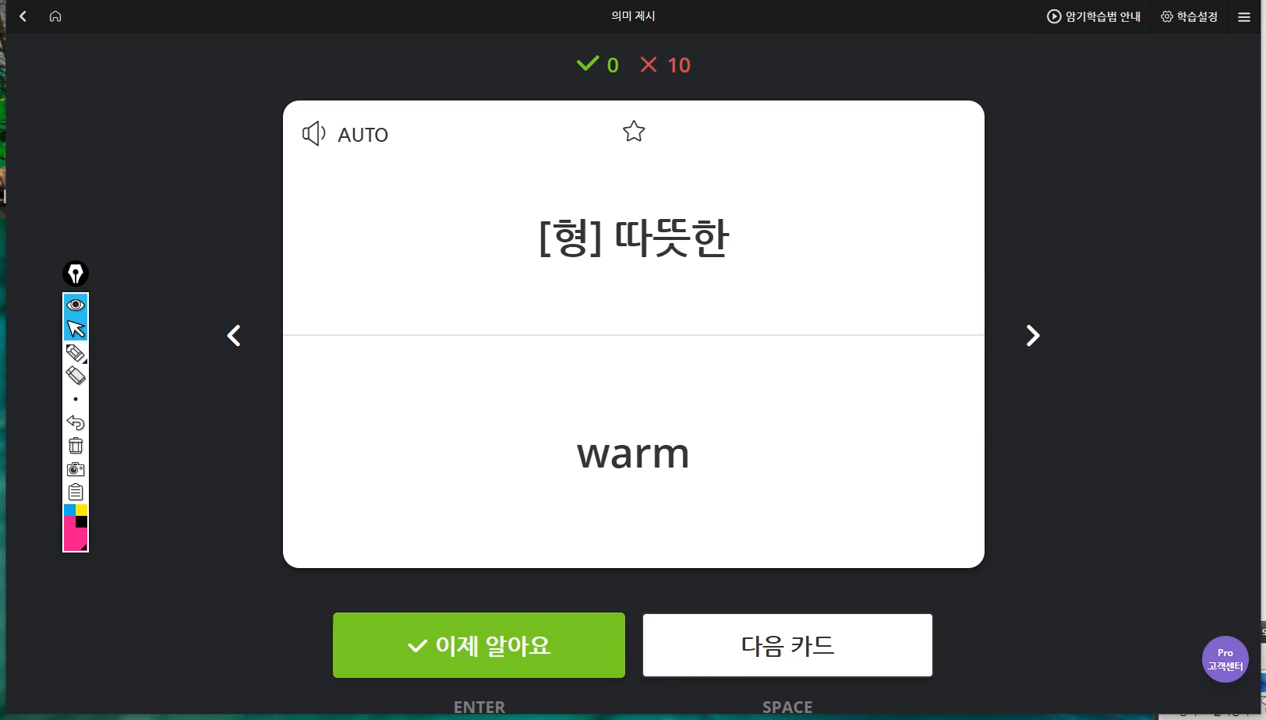 의미 제시
암기학습법 안내
학습설정
0
10
AUTO
[형] 따뜻한
warm
이제 알아요
다음 카드
ENTER
SPACE
Pro
고객센터